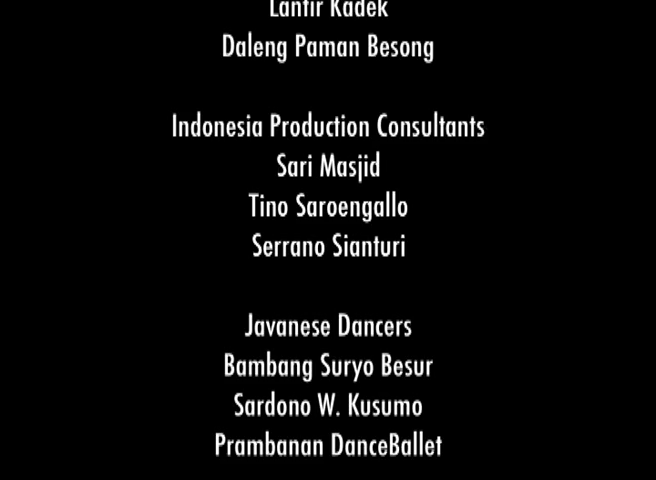 Lantir Kadek
Daleng Paman Besong
Indonesia Production Consultants
Sari Masjid
Tino Saroengallo
Serrano Sianturi
Javanese Dancers
Bambang Suryo Besur
Sardono W. Kusumo
Prambanan DanceBallet